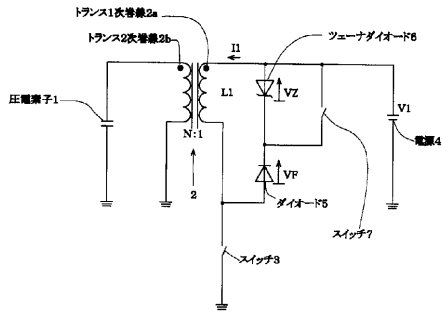 トランス1次巻線2a
トランス2次巻線2b
I1
ツェーナダイオード6
L1
VZ
圧電素子1
V1
電源4
N:1
VF
2
ダイオード5
スイッチ7
スイッチ3